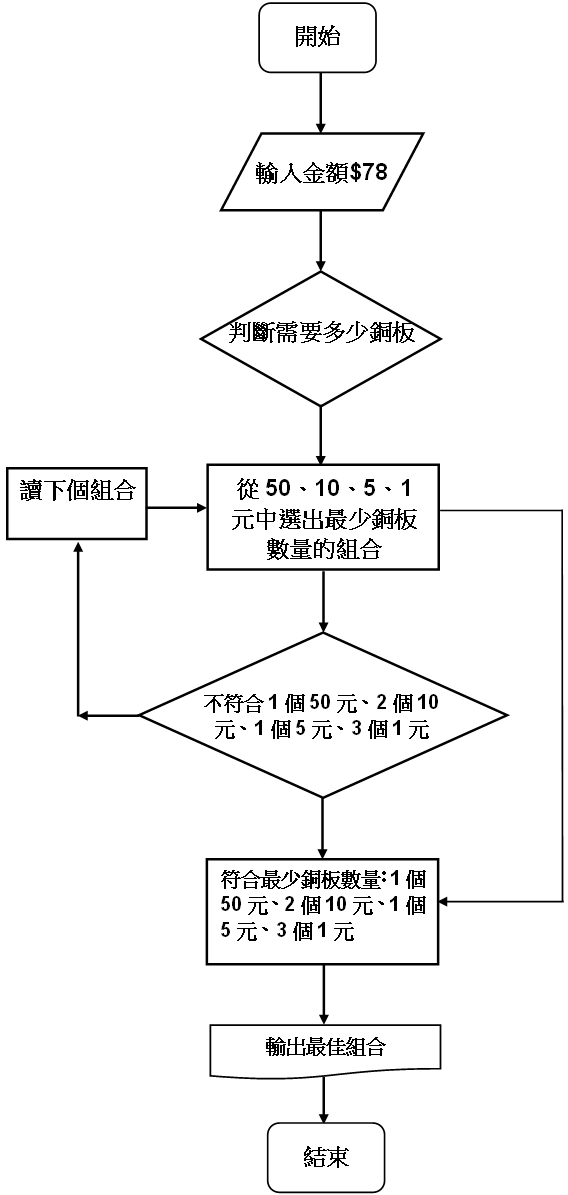 開始
輸入金額$78
判斷需要多少銅板
讀下個組合
從 50、10、5、1
元中選出最少銅板
數量的組合
不符合 1 個 50 元、2 個 10
元、1 個 5 元、3 個 1 元
符合最少銅板數量:1 個
50 元、2 個 10 元、1 個
5 元、3 個 1 元
輸出最佳組合
結束